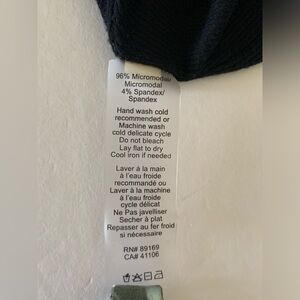 96% Micromodal/
Micromodal
4% Spandex/
Spandex
Hand wash cold
recommended or
Machine wash
cold delicate cycle
Do not bleach
Lay flat to dry
Cool iron if needed
Laver à la main
à l'eau froide
recommandé ou
Laver à la machine
à l'eau froide
cycle délicat
Ne Pas javelliser
Secher à plat
Repasser au fer froid
si nécessaire
RN# 89169
CA# 41106